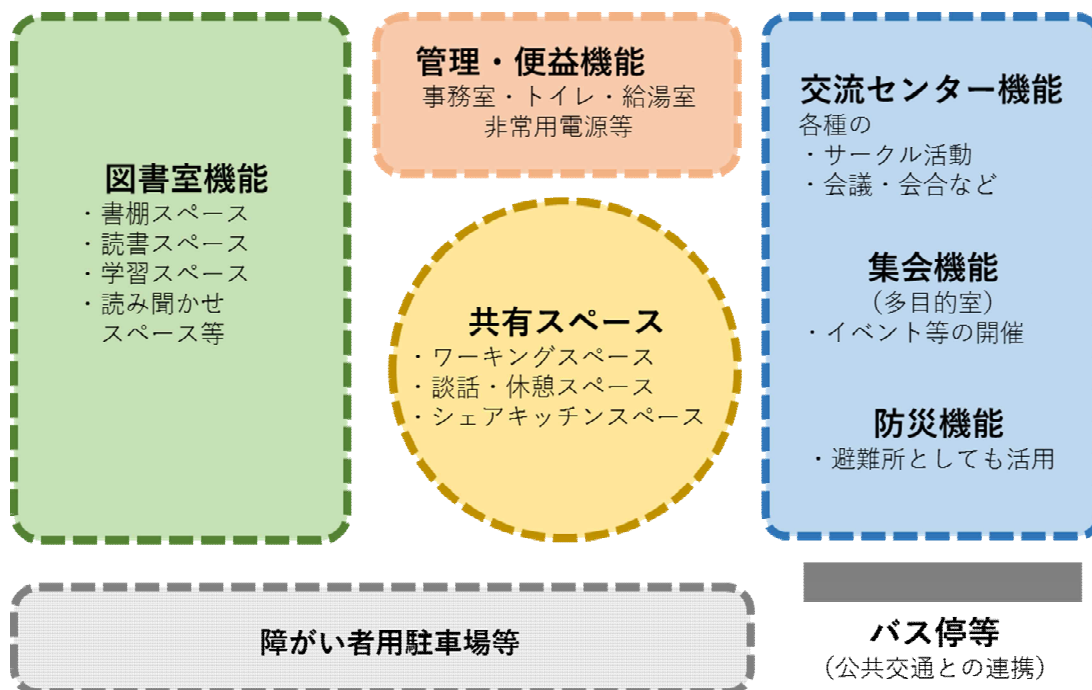 図書室機能
・書棚スペース
・読書スペース
・学習スペース
・読み聞かせ
スペース等
管理・便益機能
事務室・トイレ・給湯室
非常用電源等
共有スペース
・ワーキングスペース
・談話・休憩スペース
・シェアキッチンスペース
交流センター機能
各種の
・サークル活動
・会議・会合など
集会機能
（多目的室）
・イベント等の開催
防災機能
・避難所としても活用
障がい者用駐車場等
バス停等
（公共交通との連携）